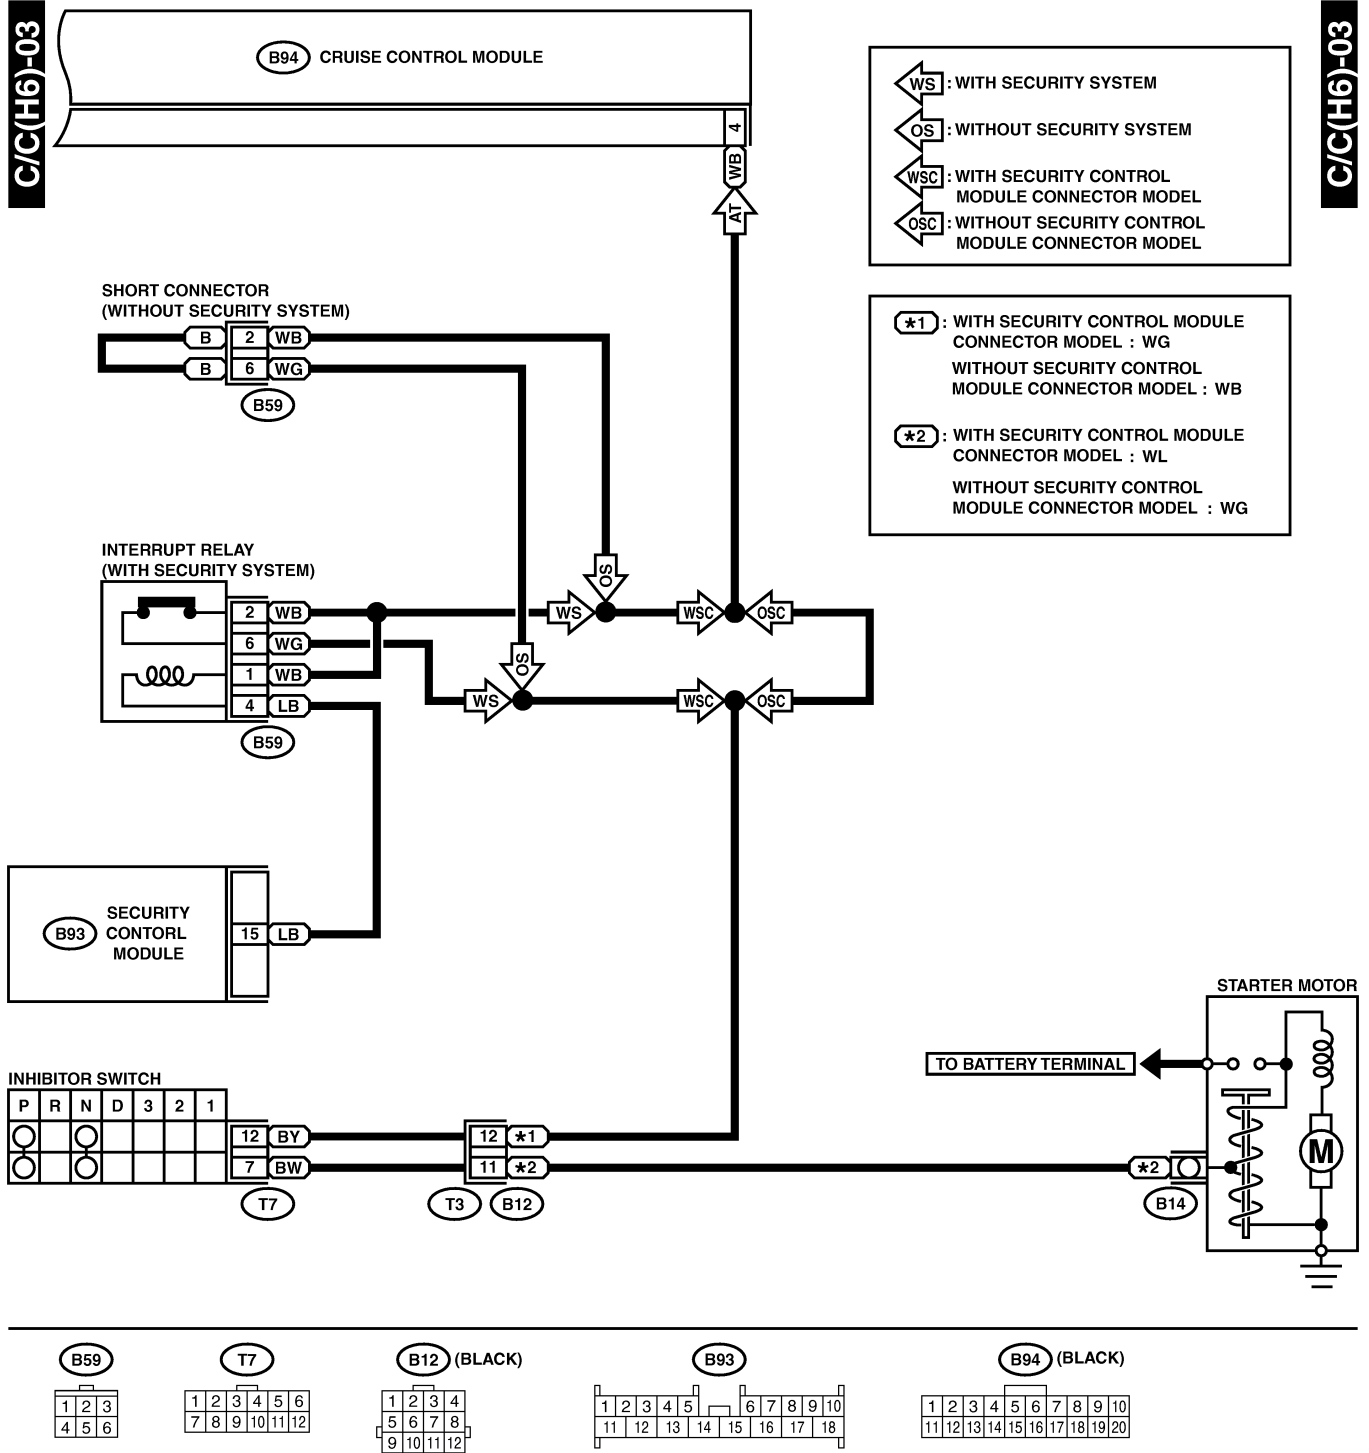 C/C(H6)-03
C/C(H6)-03
B94 CRUISE CONTROL MODULE
4
WB
AT
WS : WITH SECURITY SYSTEM
OS : WITHOUT SECURITY SYSTEM
WSC : WITH SECURITY CONTROL
MODULE CONNECTOR MODEL
OSC : WITHOUT SECURITY CONTROL
MODULE CONNECTOR MODEL
*1 : WITH SECURITY CONTROL MODULE
CONNECTOR MODEL : WG
WITHOUT SECURITY CONTROL
MODULE CONNECTOR MODEL : WB
*2 : WITH SECURITY CONTROL MODULE
CONNECTOR MODEL : WL
WITHOUT SECURITY CONTROL
MODULE CONNECTOR MODEL : WG
SHORT CONNECTOR
(WITHOUT SECURITY SYSTEM)
B 2 WB
B 6 WG
B59
INTERRUPT RELAY
(WITH SECURITY SYSTEM)
2 WB
6 WG
1 WB
4 LB
B59
OS
WS
WSC
OSC
OS
WS
WSC
OSC
B93
SECURITY
CONTORL
MODULE
15 LB
INHIBITOR SWITCH
P R N D 3 2 1
12 BY
7 BW
T7
12 *1
11 *2
T3 B12
STARTER MOTOR
TO BATTERY TERMINAL
M
*2
B14
B59
1 2 3
4 5 6
T7
1 2 3 4 5 6
7 8 9 10 11 12
B12 (BLACK)
1 2 3 4
5 6 7 8
9 10 11 12
B93
1 2 3 4 5 6 7 8 9 10
11 12 13 14 15 16 17 18
B94 (BLACK)
1 2 3 4 5 6 7 8 9 10
11 12 13 14 15 16 17 18 19 20